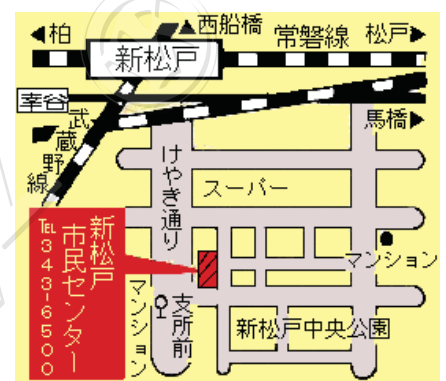 ◀柏
▲西船橋
常磐線
松戸▶
新松戸
幸谷
武蔵野線
馬橋▶
けやき通り
スーパー
新松戸
市民センター
℡343-6500
マンション
マンション
支所前
新松戸中央公園